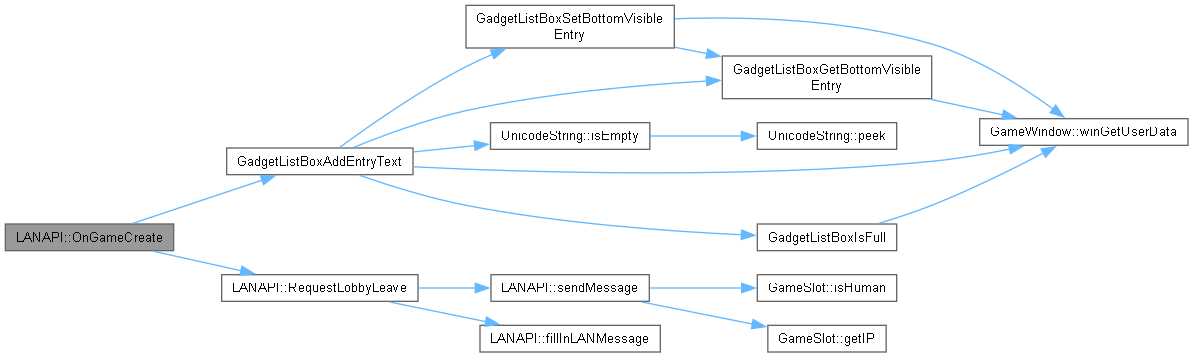 GadgetListBoxSetBottomVisible
Entry
GadgetListBoxGetBottomVisible
Entry
UnicodeString::isEmpty
UnicodeString::peek
GameWindow::winGetUserData
GadgetListBoxAddEntryText
LANAPI::OnGameCreate
GadgetListBoxIsFull
LANAPI::RequestLobbyLeave
LANAPI::sendMessage
GameSlot::isHuman
LANAPI::fillInLANMessage
GameSlot::getIP